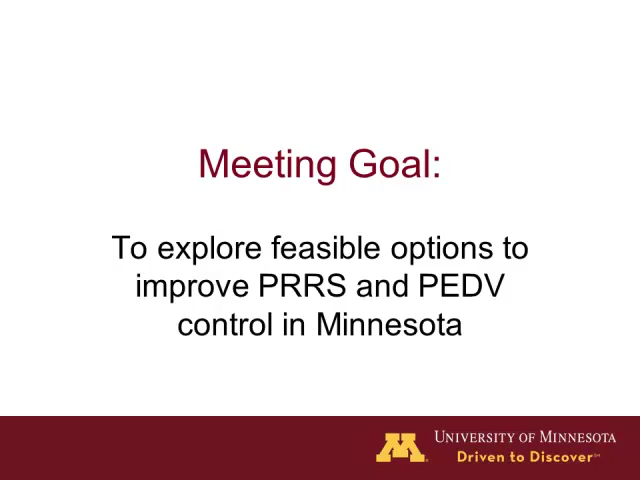 Meeting Goal:
To explore feasible options to
improve PRRS and PEDV
control in Minnesota
M
UNIVERSITY OF MINNESOTA
Driven to Discover℠